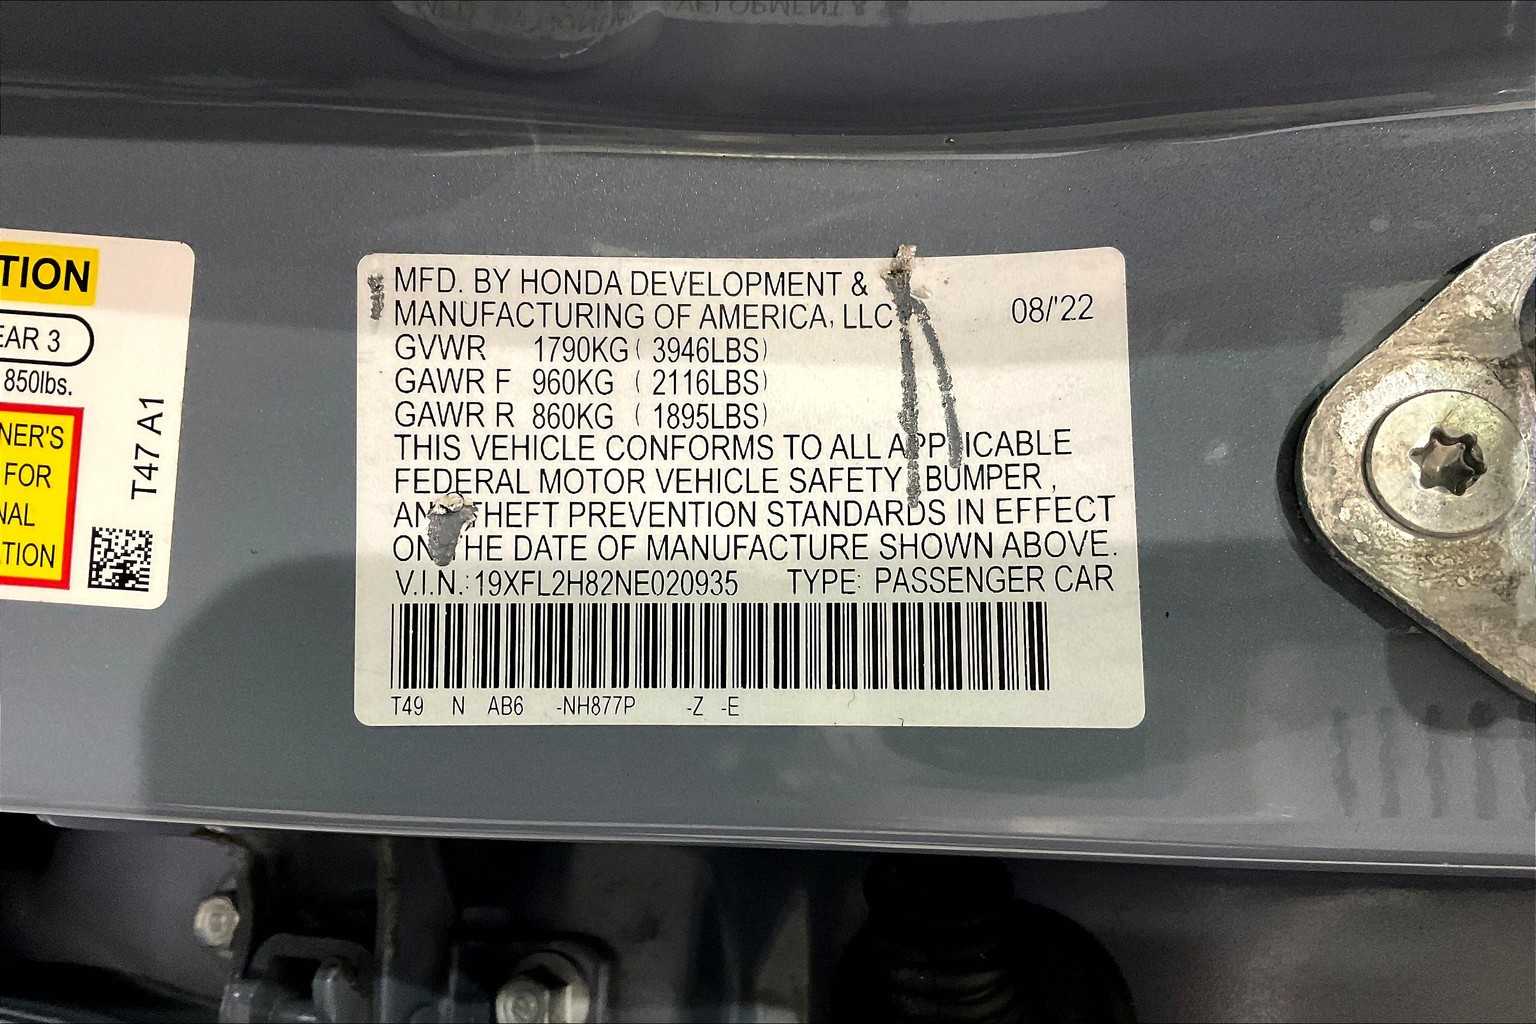 TION
EAR 3
850lbs.
NER'S
FOR
NAL
TION
T47 A1
MFD. BY HONDA DEVELOPMENT &
MANUFACTURING OF AMERICA, LLC
08/'22
GVWR 1790KG ( 3946LBS)
GAWR F 960KG ( 2116LBS)
GAWR R 860KG ( 1895LBS)
THIS VEHICLE CONFORMS TO ALL APPLICABLE
FEDERAL MOTOR VEHICLE SAFETY, BUMPER,
AND THEFT PREVENTION STANDARDS IN EFFECT
ON THE DATE OF MANUFACTURE SHOWN ABOVE.
V.I.N.: 19XFL2H82NE020935 TYPE: PASSENGER CAR
T49 N AB6 -NH877P -Z -E